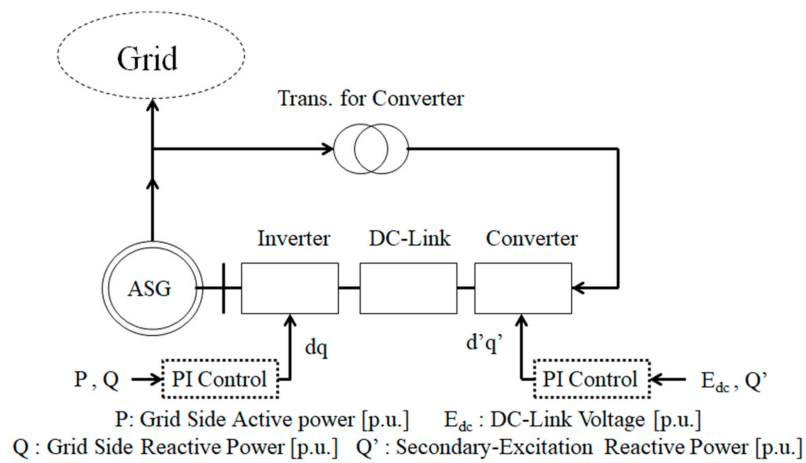 Grid
Trans. for Converter
Inverter DC-Link Converter
ASG
dq d’q’
P , Q PI Control PI Control Edc , Q’
P: Grid Side Active power [p.u.] Edc : DC-Link Voltage [p.u.]
Q : Grid Side Reactive Power [p.u.] Q’ : Secondary-Excitation Reactive Power [p.u.]